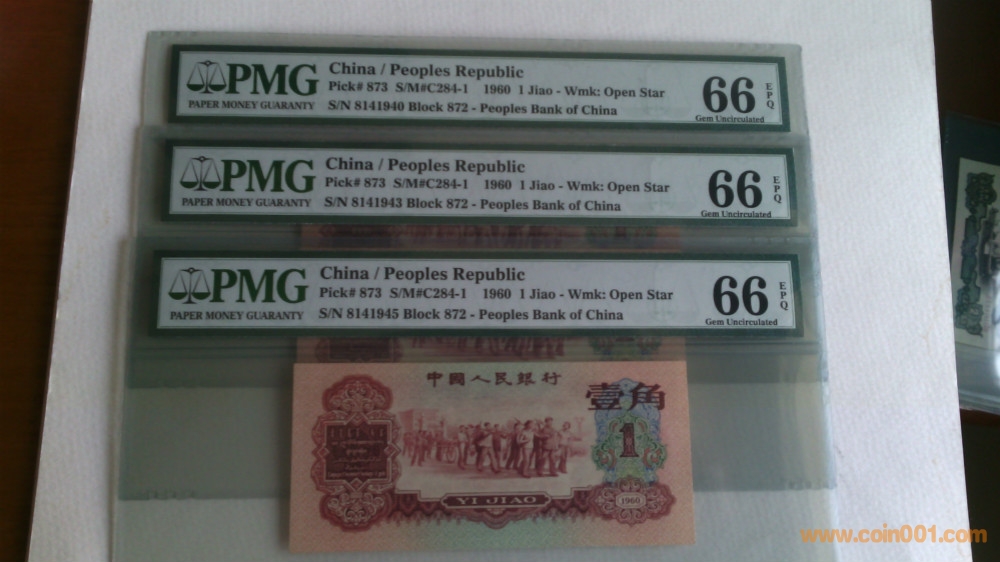 PMG
PAPER MONEY GUARANTY
China / Peoples Republic
Pick# 873 S/M#C284-1 1960 1 Jiao - Wmk: Open Star
S/N 8141940 Block 872 - Peoples Bank of China
66 EPQ
Gem Uncirculated
PMG
PAPER MONEY GUARANTY
China / Peoples Republic
Pick# 873 S/M#C284-1 1960 1 Jiao - Wmk: Open Star
S/N 8141943 Block 872 - Peoples Bank of China
66 EPQ
Gem Uncirculated
PMG
PAPER MONEY GUARANTY
China / Peoples Republic
Pick# 873 S/M#C284-1 1960 1 Jiao - Wmk: Open Star
S/N 8141945 Block 872 - Peoples Bank of China
66 EPQ
Gem Uncirculated
中國人民銀行
壹角
1
YI JIAO
1960
www.coin001.com